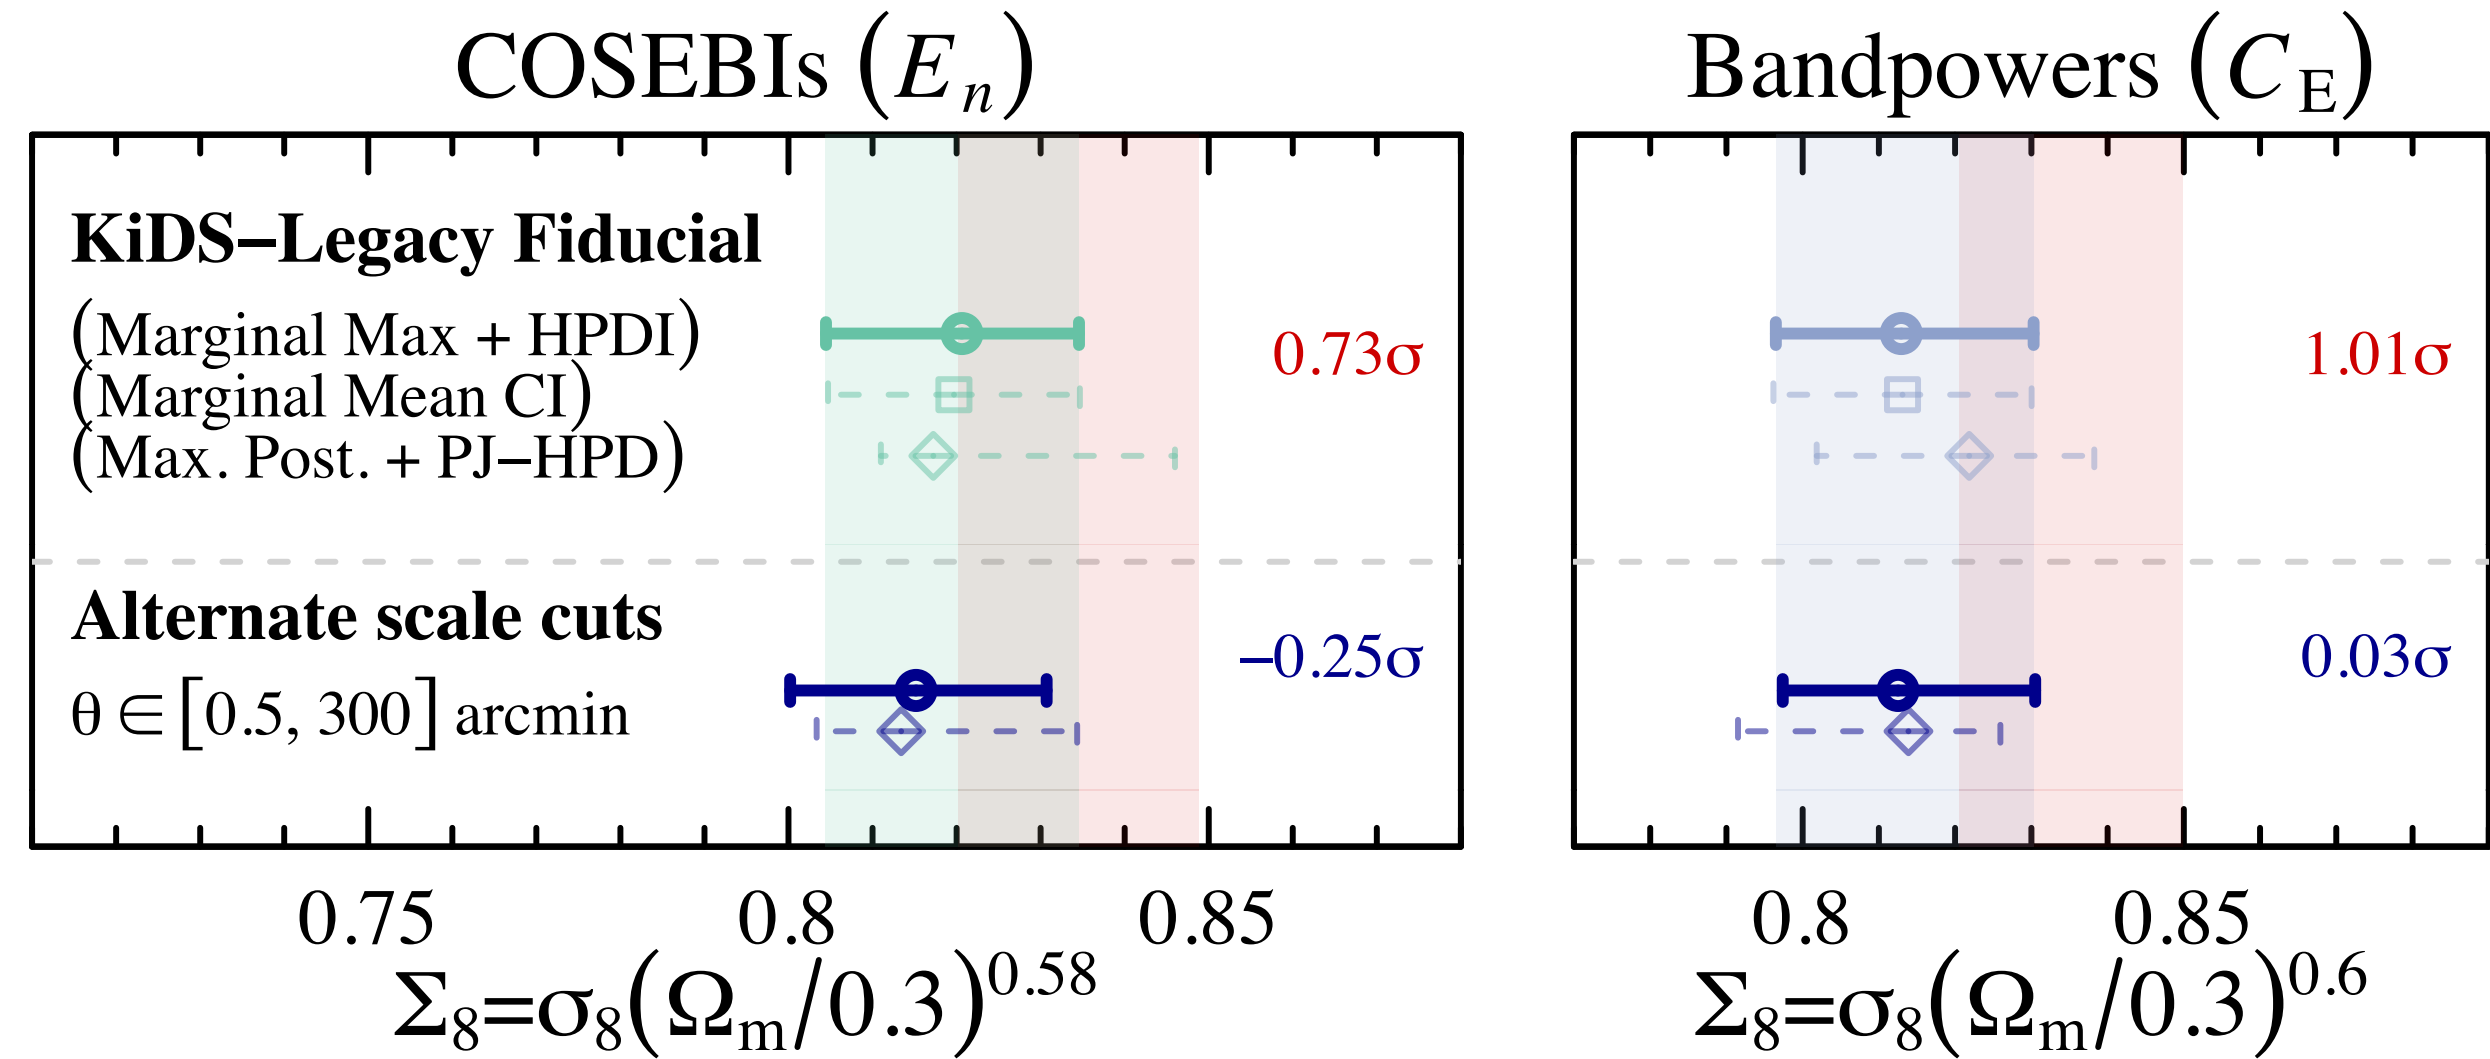 COSEBIs (Eₙ)
Bandpowers (C_E)
KiDS–Legacy Fiducial
(Marginal Max + HPDI)
(Marginal Mean CI)
(Max. Post. + PJ–HPD)
0.73σ
1.01σ
Alternate scale cuts
θ ∈ [0.5, 300] arcmin
–0.25σ
0.03σ
0.75 0.8 0.85
0.8 0.85
Σ₈=σ₈(Ωₘ/0.3)^0.58
Σ₈=σ₈(Ωₘ/0.3)^0.6